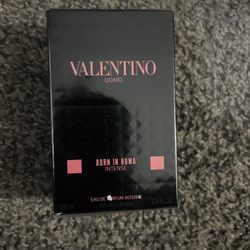 VALENTINO
UOMO
BORN IN ROMA
INTENSE
EAU DE PARFUM INTENSE